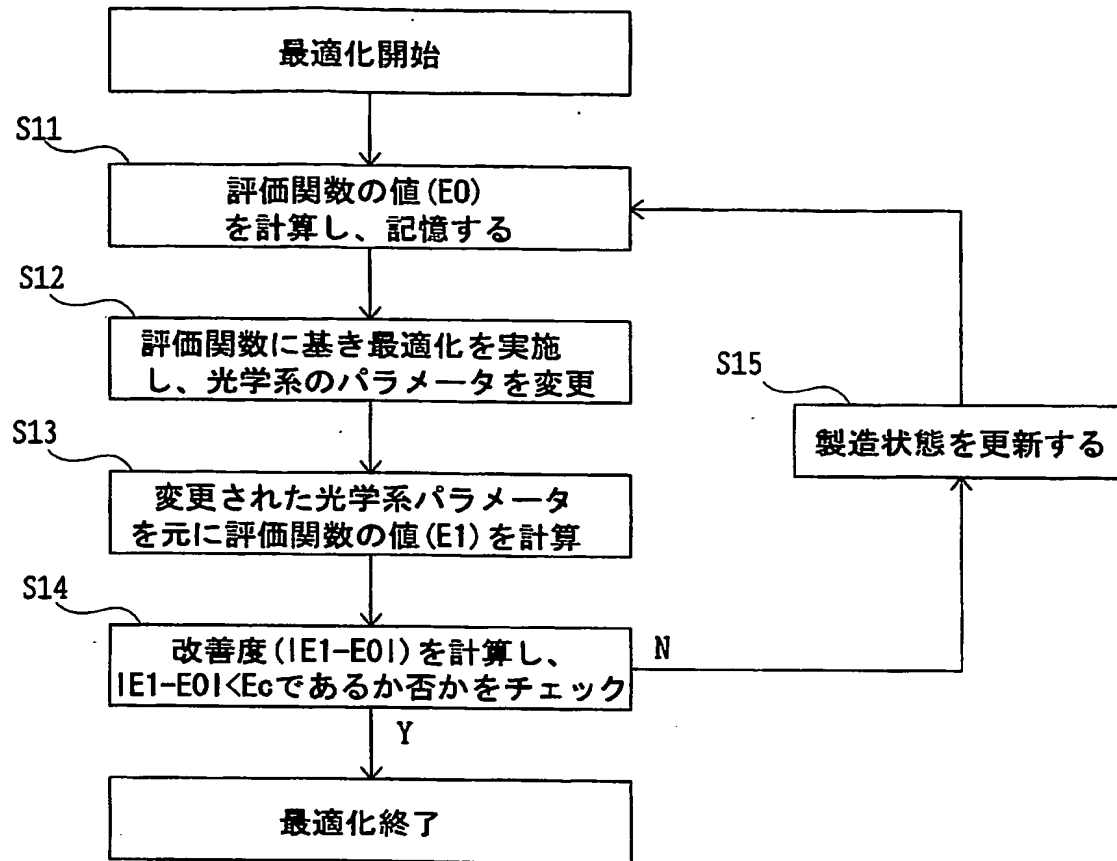 最適化開始
S11
評価関数の値(E0)
を計算し、記憶する
S12
評価関数に基き最適化を実施
し、光学系のパラメータを変更
S13
変更された光学系パラメータ
を元に評価関数の値(E1)を計算
S14
改善度(|E1-E0|)を計算し、
|E1-E0|<Ecであるか否かをチェック
N
Y
S15
製造状態を更新する
最適化終了